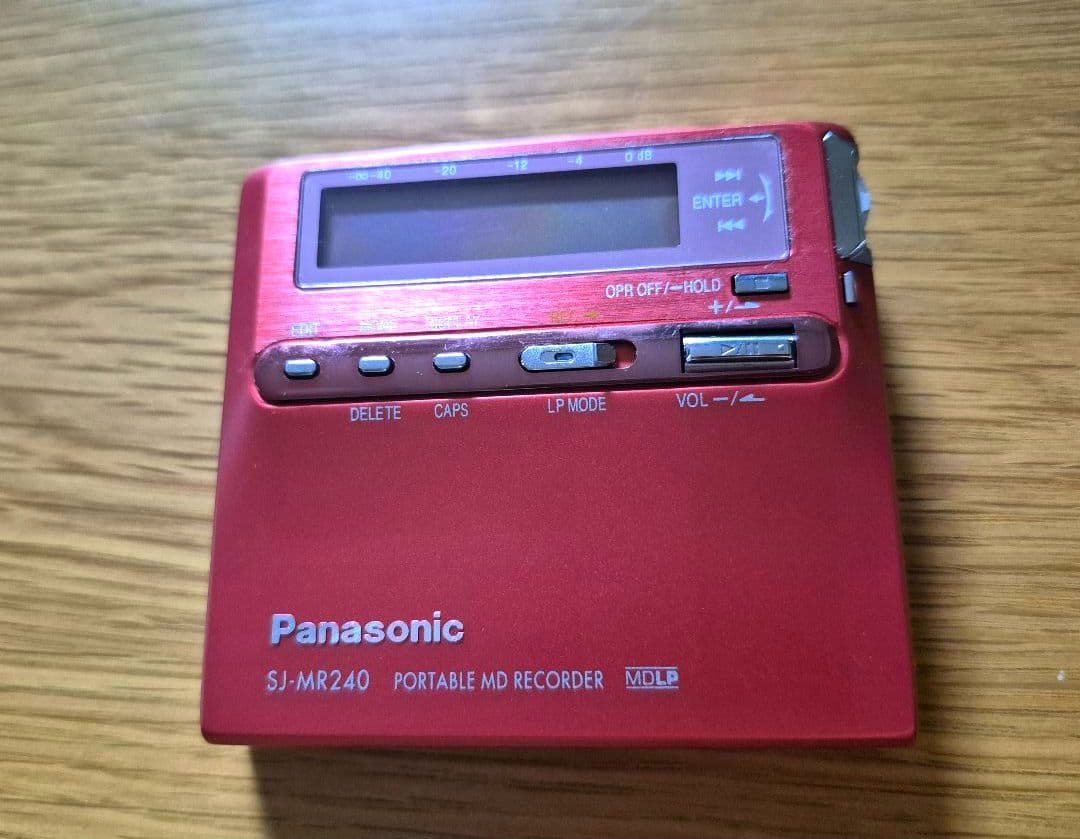 -∞ -40 -20 -12 -4 0 dB
ENTER
OPR OFF/—HOLD
+/
EDIT
DELETE CAPS LP MODE VOL —/
Panasonic
SJ-MR240 PORTABLE MD RECORDER MDLP